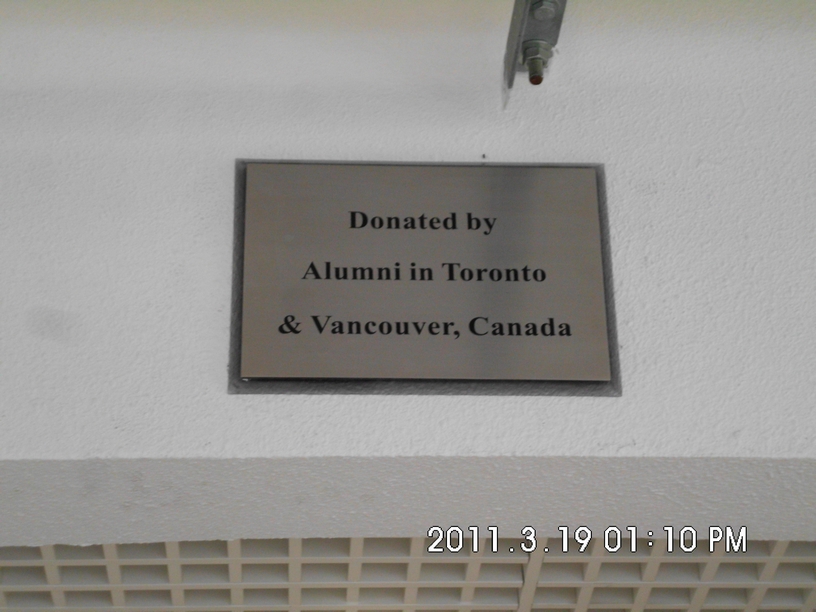 Donated by
Alumni in Toronto
& Vancouver, Canada
2011.3.19 01:10 PM